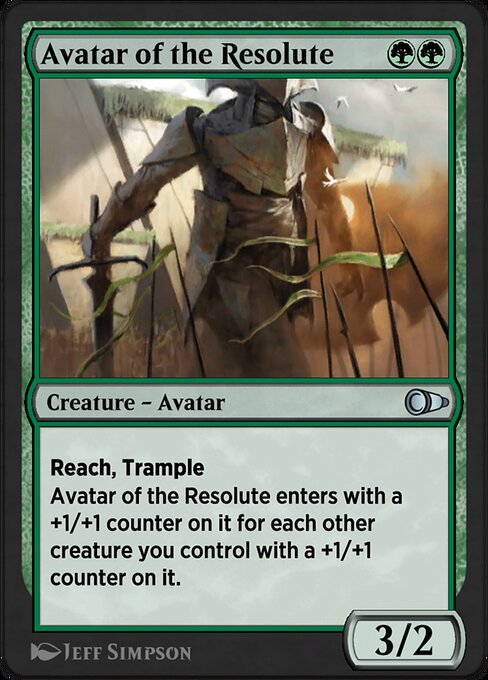 Avatar of the Resolute
Creature – Avatar
Reach, Trample
Avatar of the Resolute enters with a
+1/+1 counter on it for each other
creature you control with a +1/+1
counter on it.
3/2
Jeff Simpson